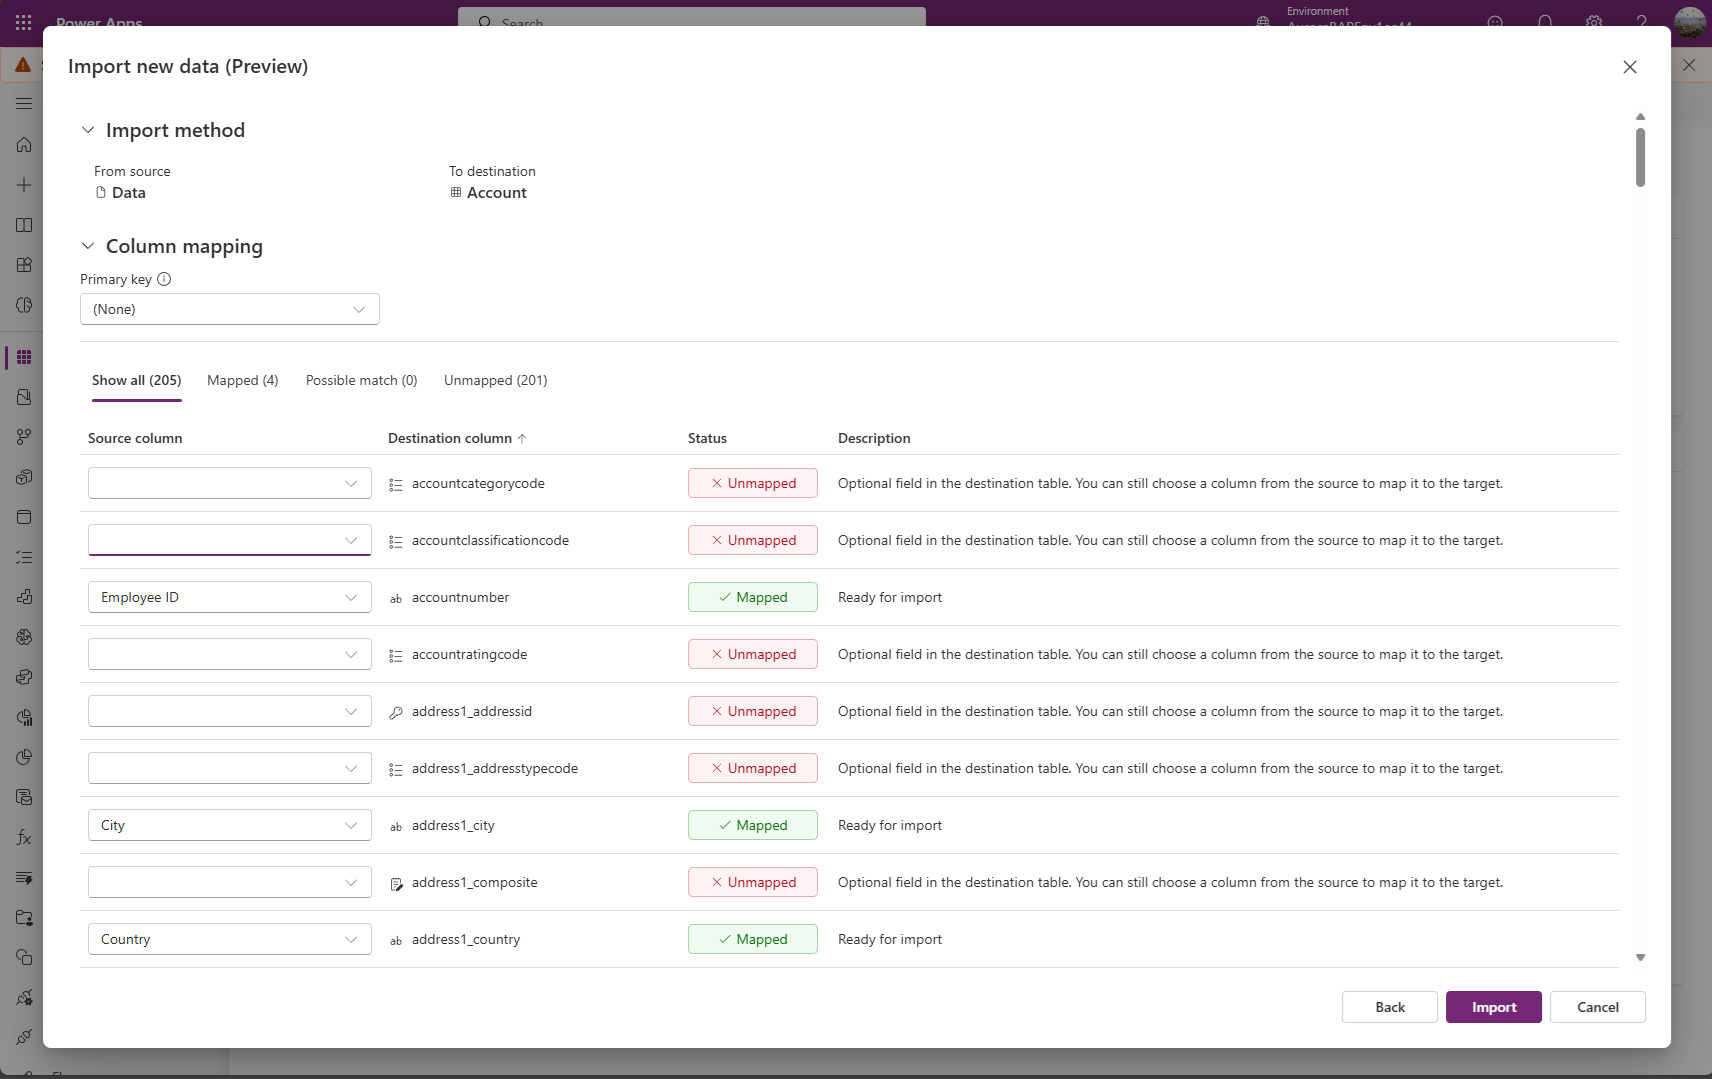 Power Apps
Search
Environment
Import new data (Preview)
Import method
From source
To destination
Data
Account
Column mapping
Primary key
(None)
Show all (205)
Mapped (4)
Possible match (0)
Unmapped (201)
Source column
Destination column ↑
Status
Description
accountcategorycode
Unmapped
Optional field in the destination table. You can still choose a column from the source to map it to the target.
accountclassificationcode
Unmapped
Optional field in the destination table. You can still choose a column from the source to map it to the target.
Employee ID
ab accountnumber
Mapped
Ready for import
accountratingcode
Unmapped
Optional field in the destination table. You can still choose a column from the source to map it to the target.
address1_addressid
Unmapped
Optional field in the destination table. You can still choose a column from the source to map it to the target.
address1_addresstypecode
Unmapped
Optional field in the destination table. You can still choose a column from the source to map it to the target.
City
ab address1_city
Mapped
Ready for import
address1_composite
Unmapped
Optional field in the destination table. You can still choose a column from the source to map it to the target.
Country
ab address1_country
Mapped
Ready for import
Back
Import
Cancel